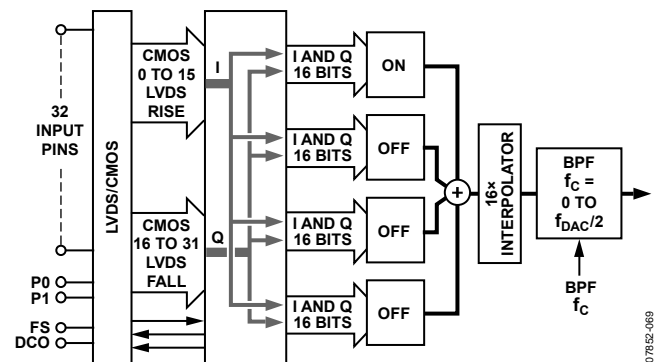 32
INPUT
PINS
P0
P1
FS
DCO
LVDS/CMOS
CMOS
0 TO 15
LVDS
RISE
CMOS
16 TO 31
LVDS
FALL
I
Q
I AND Q
16 BITS
ON
I AND Q
16 BITS
OFF
I AND Q
16 BITS
OFF
I AND Q
16 BITS
OFF
+
16×
INTERPOLATOR
BPF
fC =
0 TO
fDAC/2
BPF
fC
07852-069